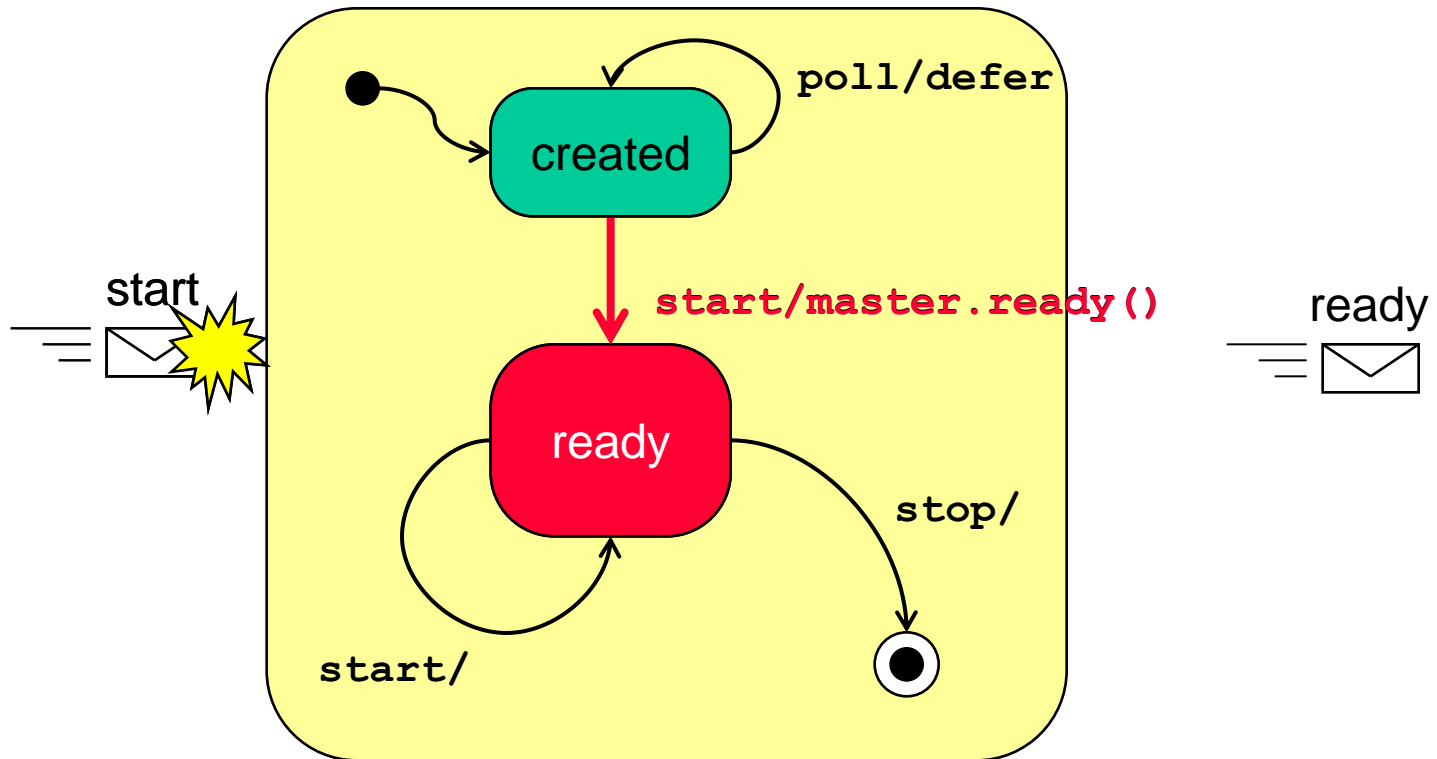 poll/defer
created
start
start/master.ready()
ready
ready
stop/
start/